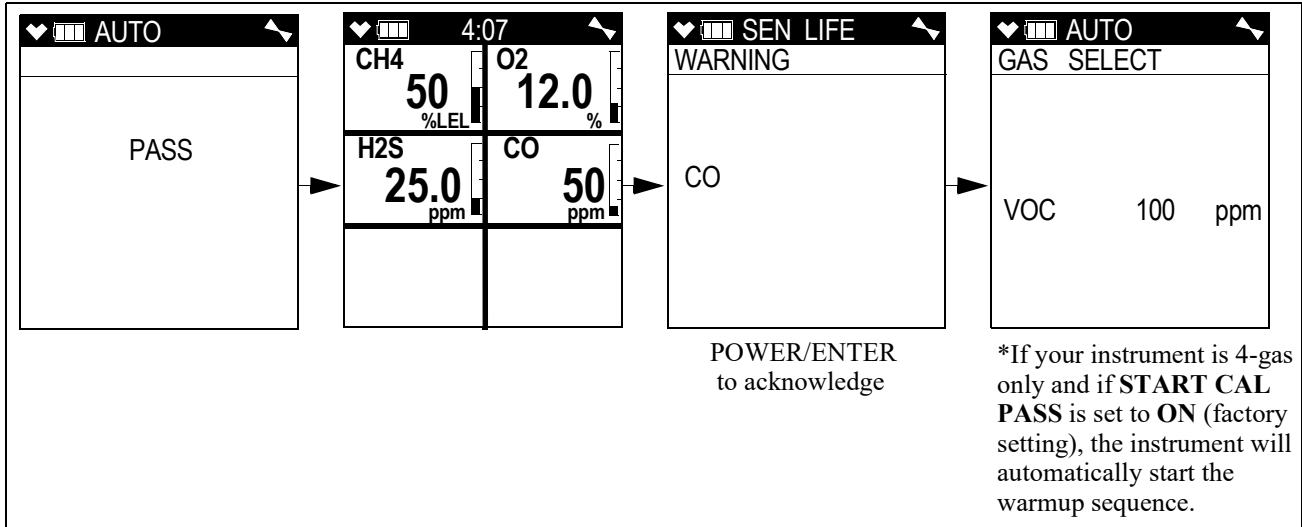 AUTO
PASS
4:07
CH4
50
%LEL
O2
12.0
%
H2S
25.0
ppm
CO
50
ppm
SEN LIFE
WARNING
CO
POWER/ENTER
to acknowledge
AUTO
GAS SELECT
VOC 100 ppm
*If your instrument is 4-gas
only and if START CAL
PASS is set to ON (factory
setting), the instrument will
automatically start the
warmup sequence.